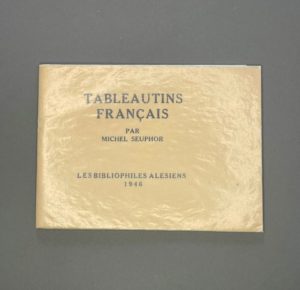 TABLEAUTINS
FRANÇAIS
PAR
MICHEL SEUPHOR
LES BIBLIOPHILES ALESIENS
1946